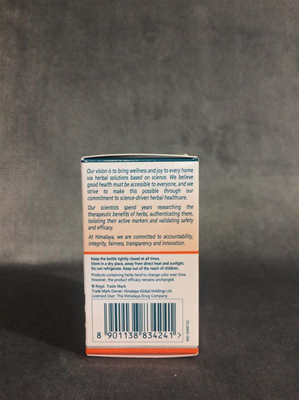 Our vision is to bring wellness and joy to every home
via herbal solutions based on science. We believe
good health must be accessible to everyone, and we
strive to make this possible through our
commitment to science-driven herbal healthcare.
Our scientists spend years researching the
therapeutic benefits of herbs, authenticating them,
isolating their active markers and validating safety
and efficacy.
At Himalaya, we are committed to accountability,
integrity, fairness, transparency and innovation.
Keep the bottle tightly closed at all times.
Store in a dry place, away from direct heat and sunlight.
Do not refrigerate. Keep out of the reach of children.
Products containing herbs tend to change color over time.
However, the product efficacy remains unchanged.
® Regd. Trade Mark
Trade Mark Owner: Himalaya Global Holdings Ltd.
Licensed User: The Himalaya Drug Company
8 901138 834241 >